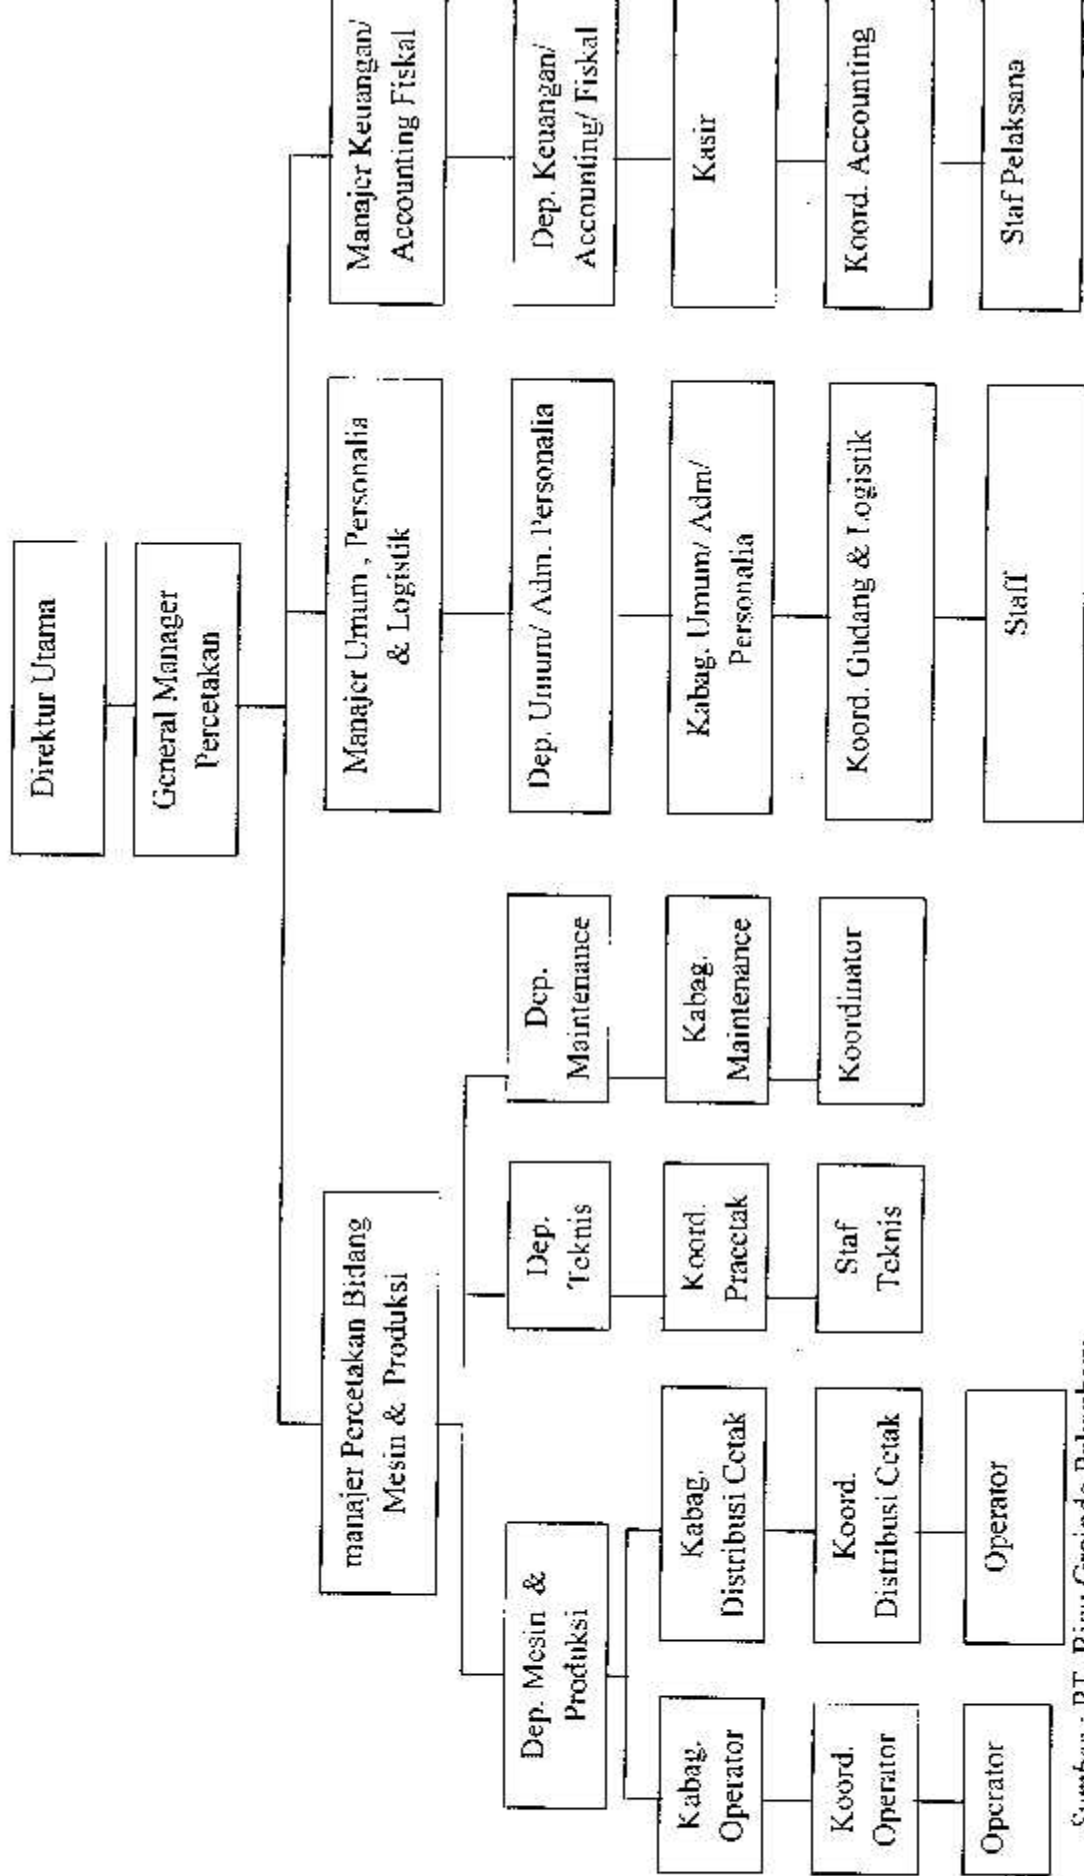 Direktur Utama
General Manager
Percetakan
manajer Percetakan Bidang
Mesin & Produksi
Manajer Umum , Personalia
& Logistik
Manajer Keuangan/
Accounting Fiskal
Dep. Mesin &
Produksi
Dep.
Teknis
Dep.
Maintenance
Dep. Umum/ Adm. Personalia
Dep. Keuangan/
Accounting/ Fiskal
Kabag.
Operator
Kabag.
Distribusi Cetak
Koord.
Pracetak
Kabag.
Maintenance
Kabag. Umum/ Adm/
Personalia
Kasir
Koord.
Operator
Koord.
Distribusi Cetak
Staf
Teknis
Koordinator
Koord. Gudang & Logistik
Koord. Accounting
Operator
Operator
Staff
Staf Pelaksana
Sumber : PT.